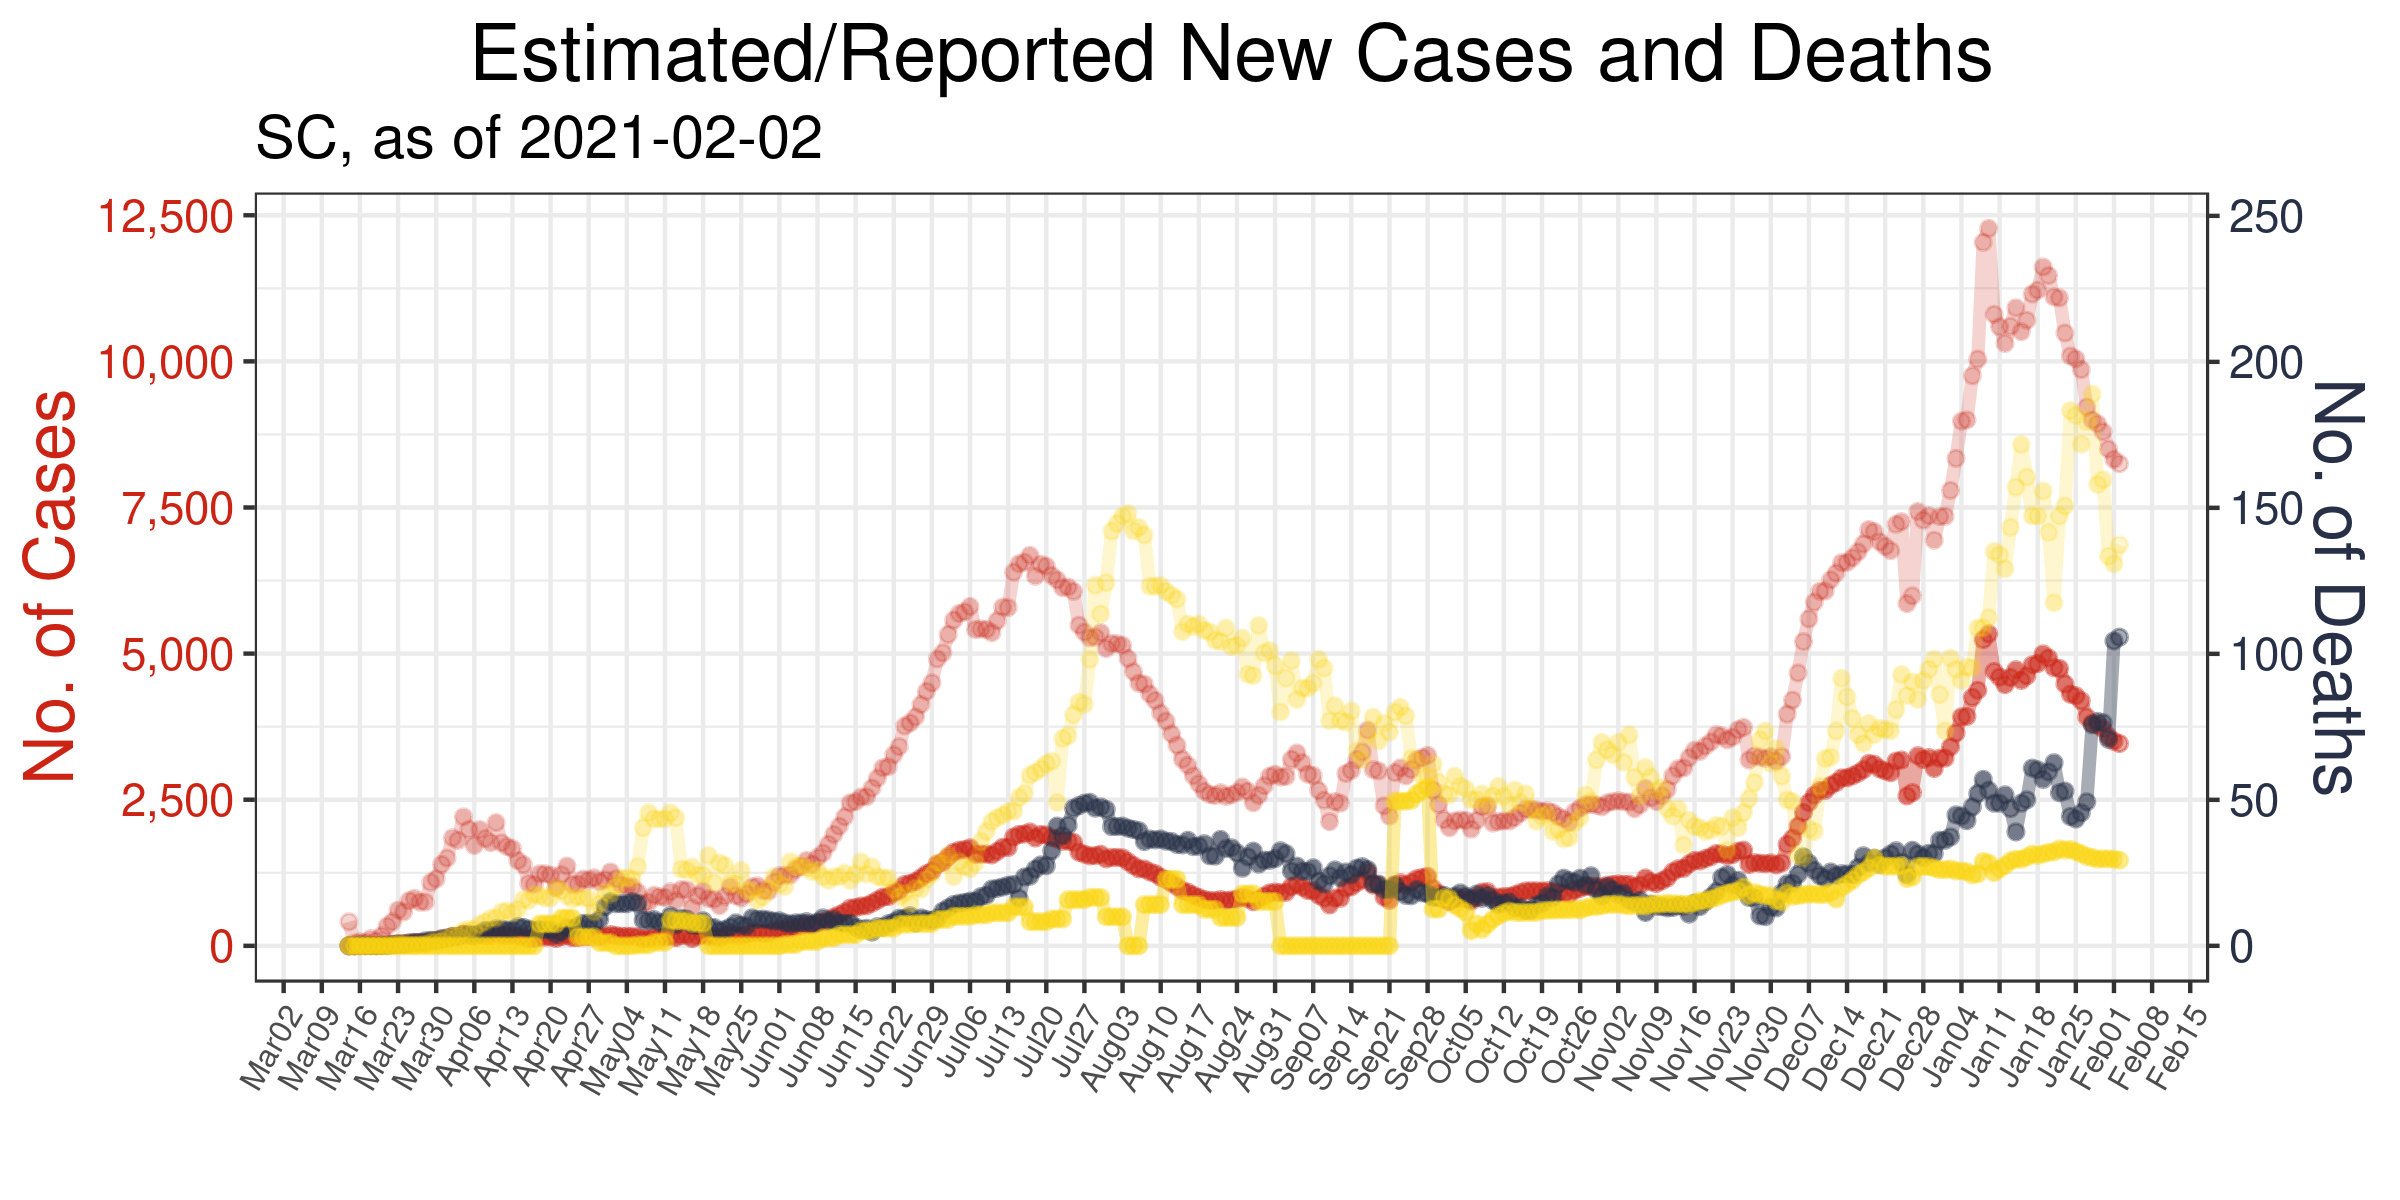 Estimated/Reported New Cases and Deaths
SC, as of 2021-02-02
No. of Cases
12,500
10,000
7,500
5,000
2,500
0
250
200
150
100
50
0
No. of Deaths
Mar02
Mar09
Mar16
Mar23
Mar30
Apr06
Apr13
Apr20
Apr27
May04
May11
May18
May25
Jun01
Jun08
Jun15
Jun22
Jun29
Jul06
Jul13
Jul20
Jul27
Aug03
Aug10
Aug17
Aug24
Aug31
Sep07
Sep14
Sep21
Sep28
Oct05
Oct12
Oct19
Oct26
Nov02
Nov09
Nov16
Nov23
Nov30
Dec07
Dec14
Dec21
Dec28
Jan04
Jan11
Jan18
Jan25
Feb01
Feb08
Feb15